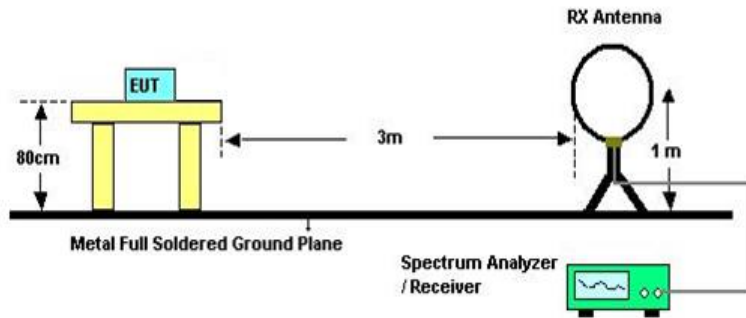 RX Antenna
EUT
80cm
3m
1 m
Metal Full Soldered Ground Plane
Spectrum Analyzer
/ Receiver